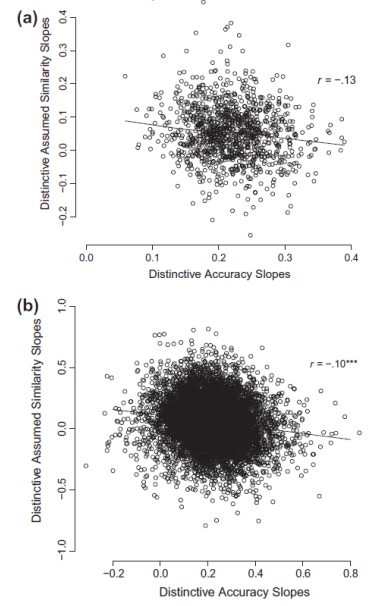 (a)
Distinctive Assumed Similarity Slopes
0.4
0.3
0.2
0.1
0.0
−0.1
−0.2
r = −.13
0.0 0.1 0.2 0.3 0.4
Distinctive Accuracy Slopes
(b)
Distinctive Assumed Similarity Slopes
1.0
0.5
0.0
−0.5
−1.0
r = −.10***
−0.2 0.0 0.2 0.4 0.6 0.8
Distinctive Accuracy Slopes